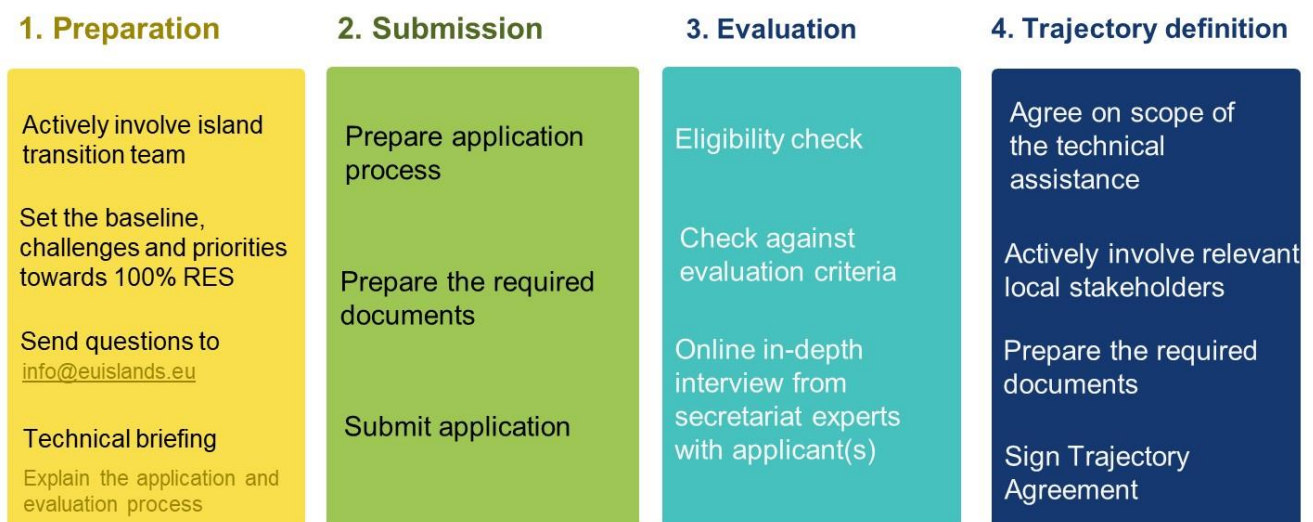 1. Preparation
Actively involve island
transition team
Set the baseline,
challenges and priorities
towards 100% RES
Send questions to
info@euislands.eu
Technical briefing
Explain the application and
evaluation process
2. Submission
Prepare application
process
Prepare the required
documents
Submit application
3. Evaluation
Eligibility check
Check against
evaluation criteria
Online in-depth
interview from
secretariat experts
with applicant(s)
4. Trajectory definition
Agree on scope of
the technical
assistance
Actively involve relevant
local stakeholders
Prepare the required
documents
Sign Trajectory
Agreement